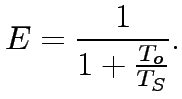 E = \frac{1}{1 + \frac{T_o}{T_S}}.